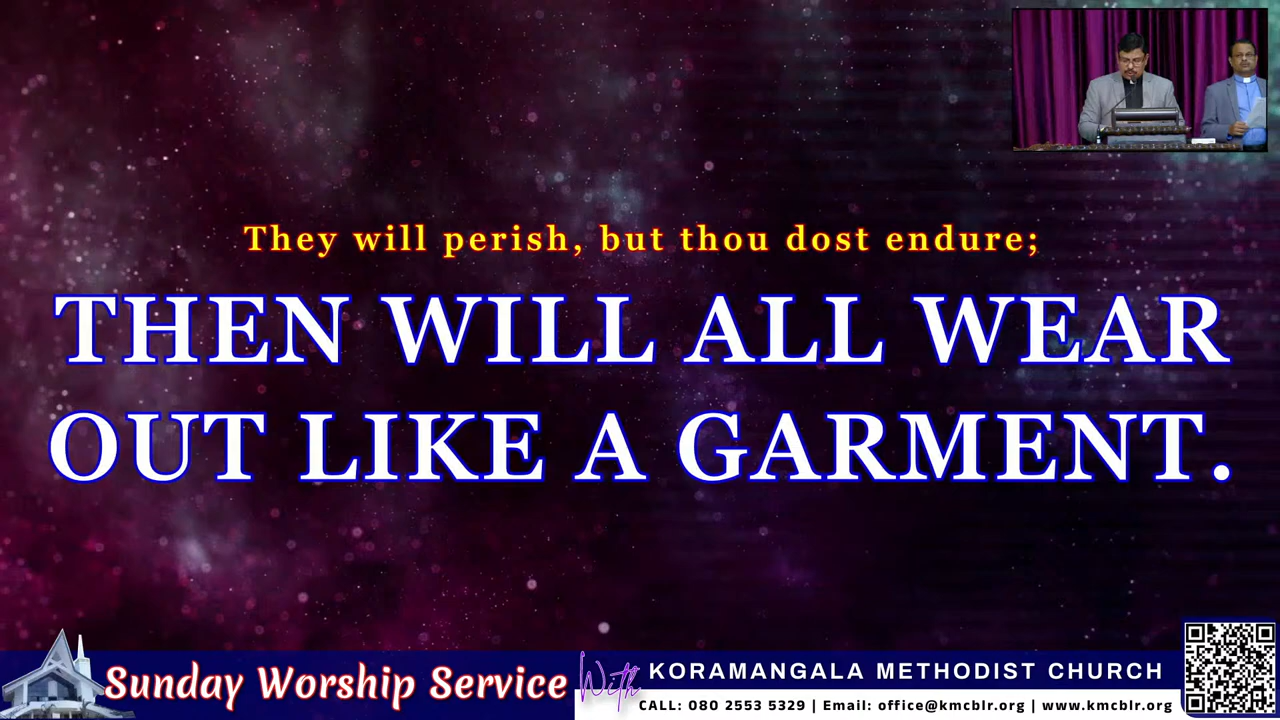 They will perish, but thou dost endure;
THEN WILL ALL WEAR
OUT LIKE A GARMENT.
Sunday Worship Service With KORAMANGALA METHODIST CHURCH
CALL: 080 2553 5329 | Email: office@kmcblr.org | www.kmcblr.org